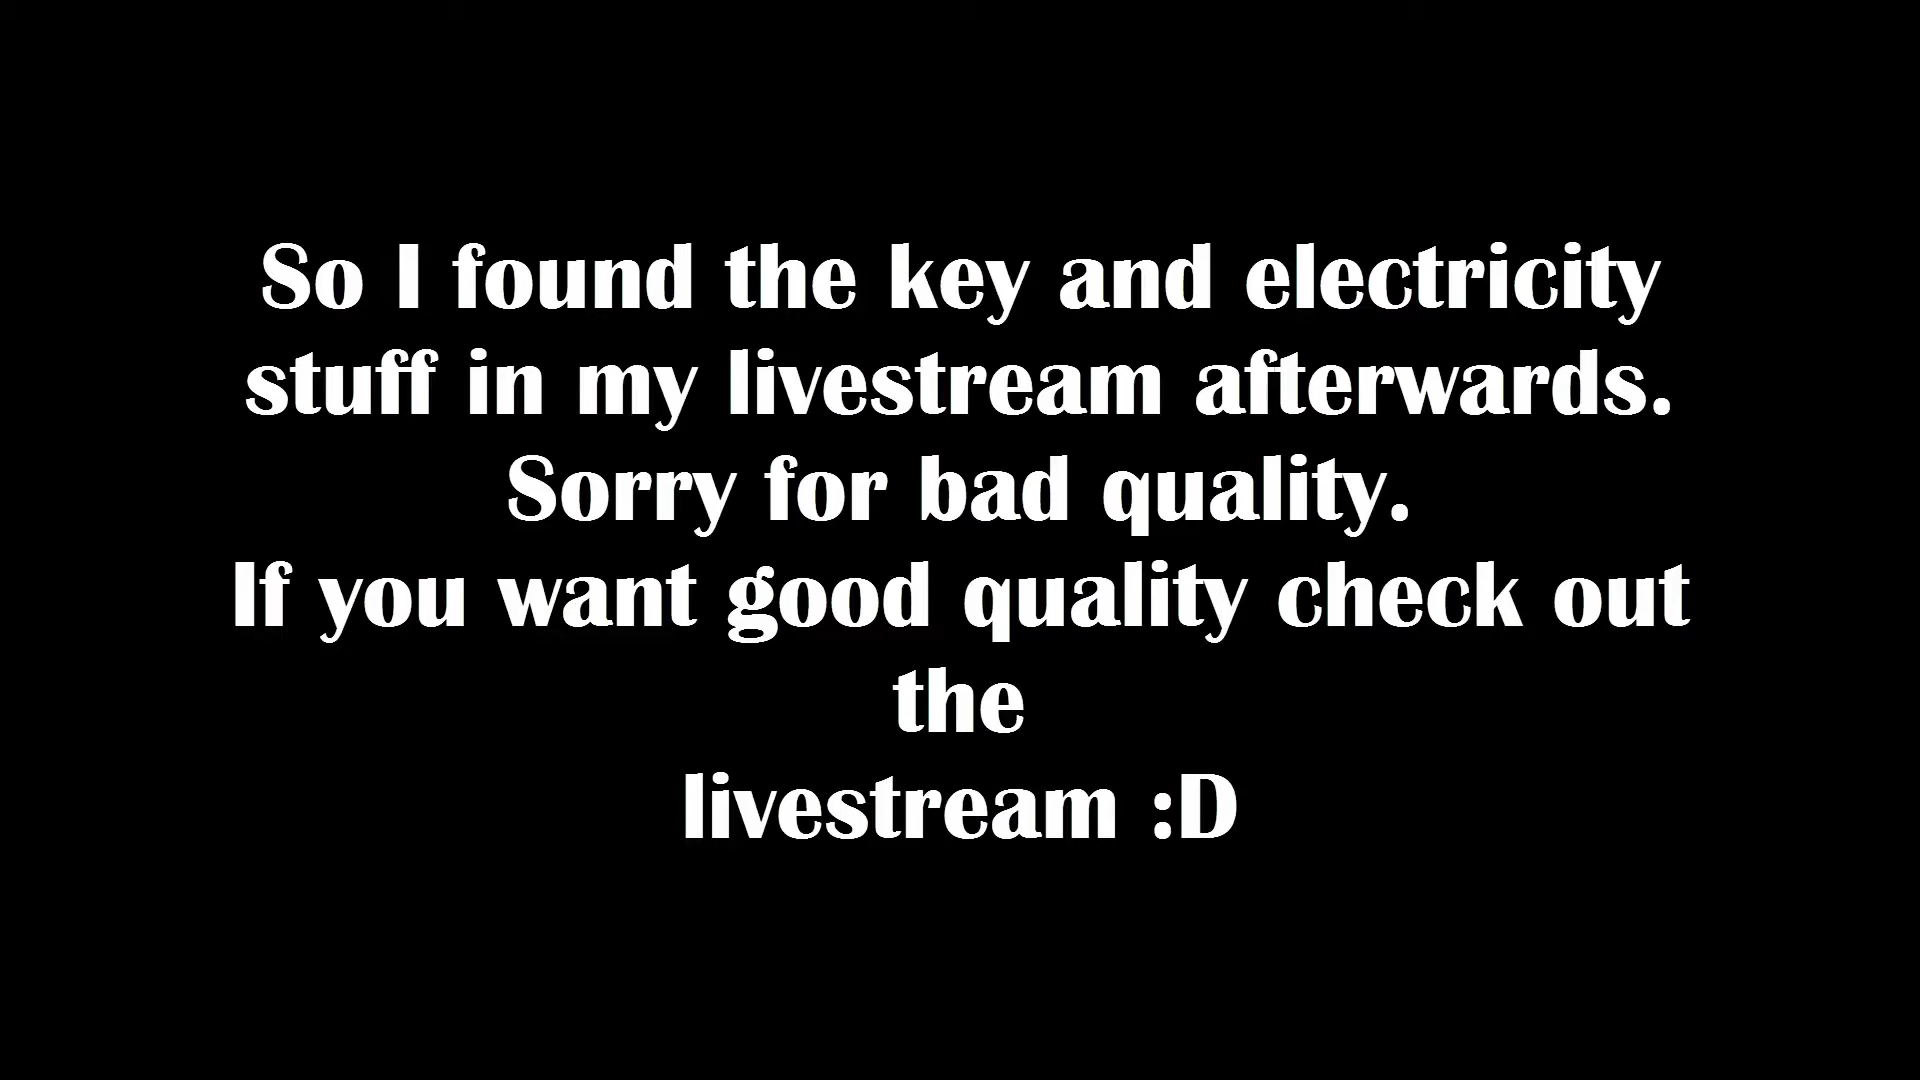 So I found the key and electricity
stuff in my livestream afterwards.
Sorry for bad quality.
If you want good quality check out
the
livestream :D